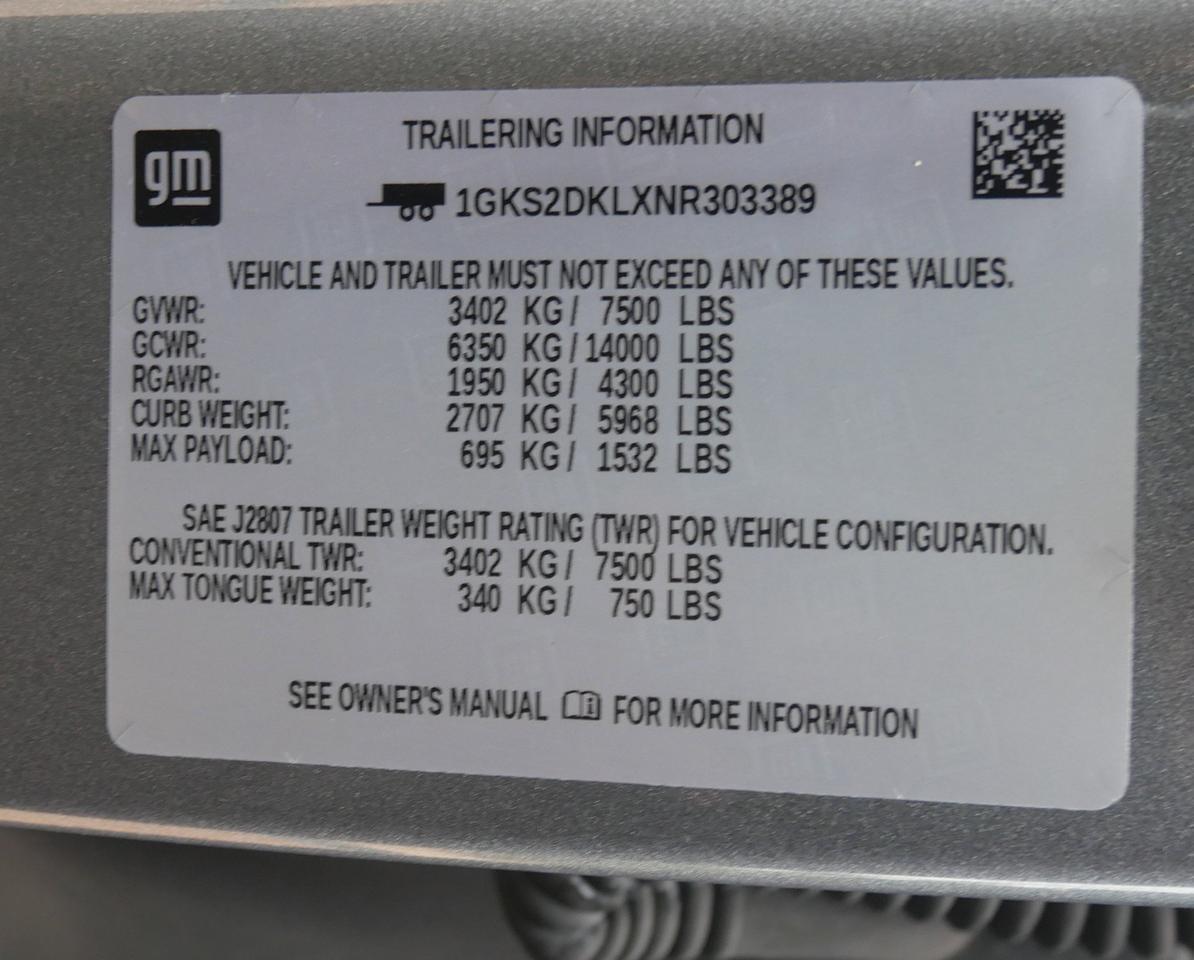 gm
TRAILERING INFORMATION
1GKS2DKLXNR303389
VEHICLE AND TRAILER MUST NOT EXCEED ANY OF THESE VALUES.
GVWR: 3402 KG / 7500 LBS
GCWR: 6350 KG / 14000 LBS
RGAWR: 1950 KG / 4300 LBS
CURB WEIGHT: 2707 KG / 5968 LBS
MAX PAYLOAD: 695 KG / 1532 LBS
SAE J2807 TRAILER WEIGHT RATING (TWR) FOR VEHICLE CONFIGURATION.
CONVENTIONAL TWR: 3402 KG / 7500 LBS
MAX TONGUE WEIGHT: 340 KG / 750 LBS
SEE OWNER'S MANUAL FOR MORE INFORMATION